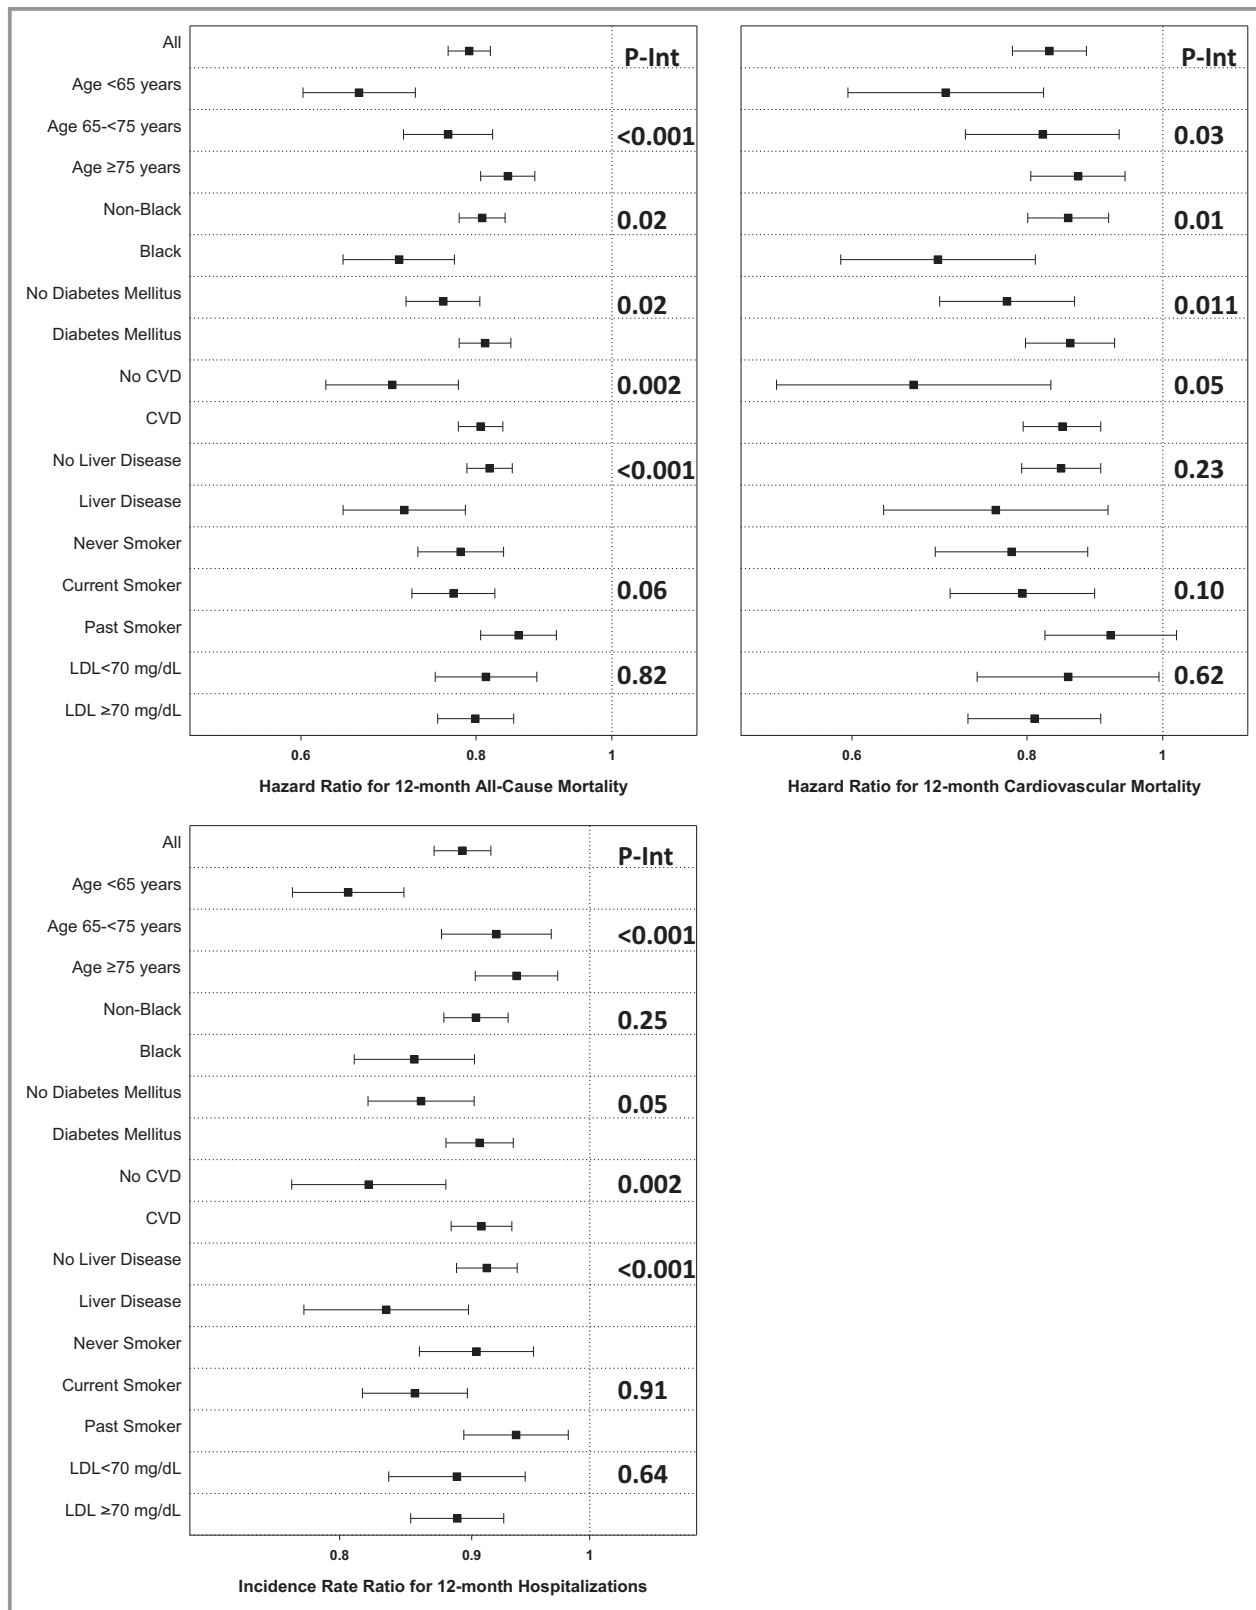 All
P-Int
P-Int
Age <65 years
Age 65-<75 years
<0.001
0.03
Age ≥75 years
Non-Black
0.02
0.01
Black
No Diabetes Mellitus
0.02
0.011
Diabetes Mellitus
No CVD
0.002
0.05
CVD
No Liver Disease
<0.001
0.23
Liver Disease
Never Smoker
Current Smoker
0.06
0.10
Past Smoker
LDL<70 mg/dL
0.82
0.62
LDL ≥70 mg/dL
0.6 0.8 1
0.6 0.8 1
Hazard Ratio for 12-month All-Cause Mortality
Hazard Ratio for 12-month Cardiovascular Mortality
All
P-Int
Age <65 years
Age 65-<75 years
<0.001
Age ≥75 years
Non-Black
0.25
Black
No Diabetes Mellitus
0.05
Diabetes Mellitus
No CVD
0.002
CVD
No Liver Disease
<0.001
Liver Disease
Never Smoker
Current Smoker
0.91
Past Smoker
LDL<70 mg/dL
0.64
LDL ≥70 mg/dL
0.8 0.9 1
Incidence Rate Ratio for 12-month Hospitalizations